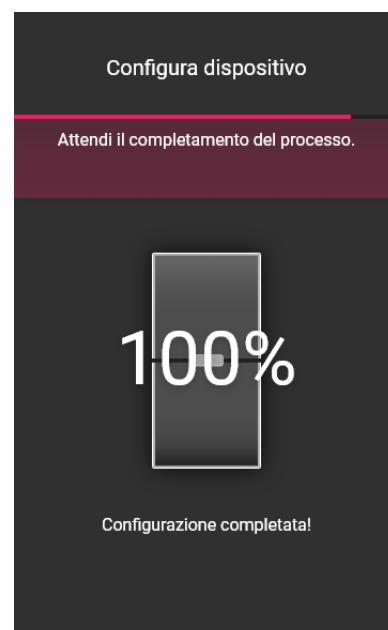 Configura dispositivo
Attendi il completamento del processo.
100%
Configurazione completata!